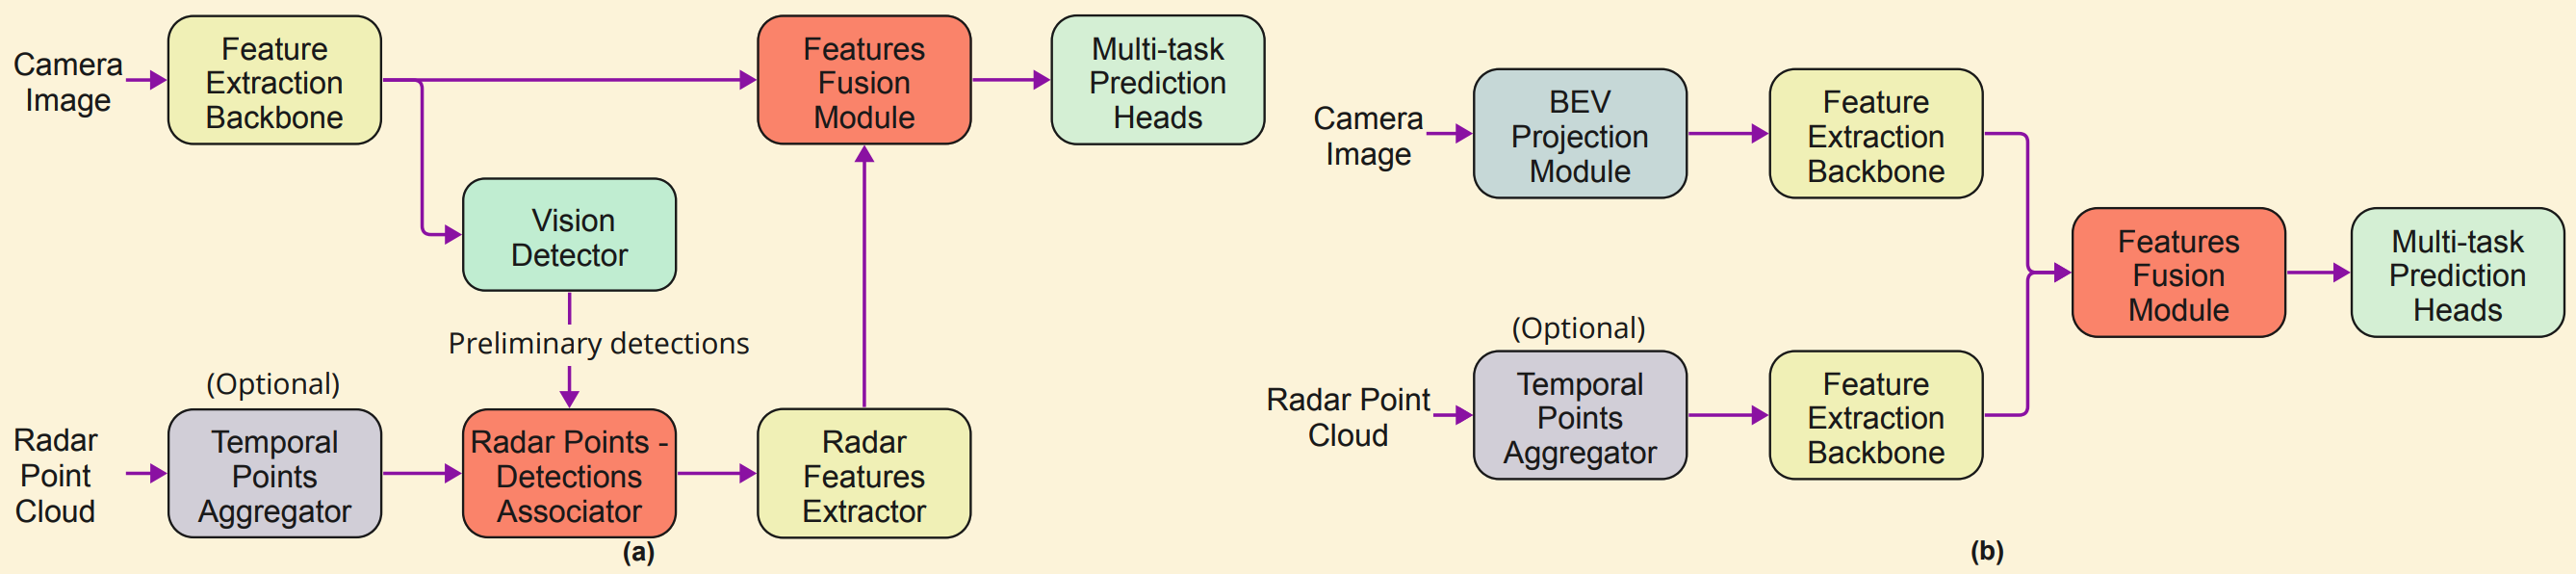 Camera
Image
Feature
Extraction
Backbone
Features
Fusion
Module
Multi-task
Prediction
Heads
Vision
Detector
Preliminary detections
(Optional)
Radar
Point
Cloud
Temporal
Points
Aggregator
Radar Points -
Detections
Associator
Radar
Features
Extractor
(a)
Camera
Image
BEV
Projection
Module
Feature
Extraction
Backbone
Features
Fusion
Module
Multi-task
Prediction
Heads
(Optional)
Radar Point
Cloud
Temporal
Points
Aggregator
Feature
Extraction
Backbone
(b)